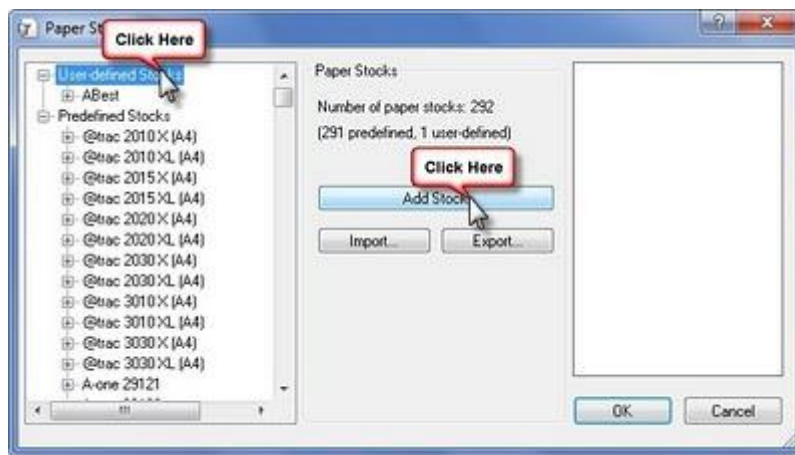 Paper St
Click Here
User-defined Stocks
ABest
Predefined Stocks
@trac 2010 X (A4)
@trac 2010 XL (A4)
@trac 2015 X (A4)
@trac 2015 XL (A4)
@trac 2020 X (A4)
@trac 2020 XL (A4)
@trac 2030 X (A4)
@trac 2030 XL (A4)
@trac 3010 X (A4)
@trac 3010 XL (A4)
@trac 3030 X (A4)
@trac 3030 XL (A4)
A-one 29121
Paper Stocks
Number of paper stocks: 292
(291 predefined, 1 user-defined)
Click Here
Add Stock
Import...
Export...
OK
Cancel